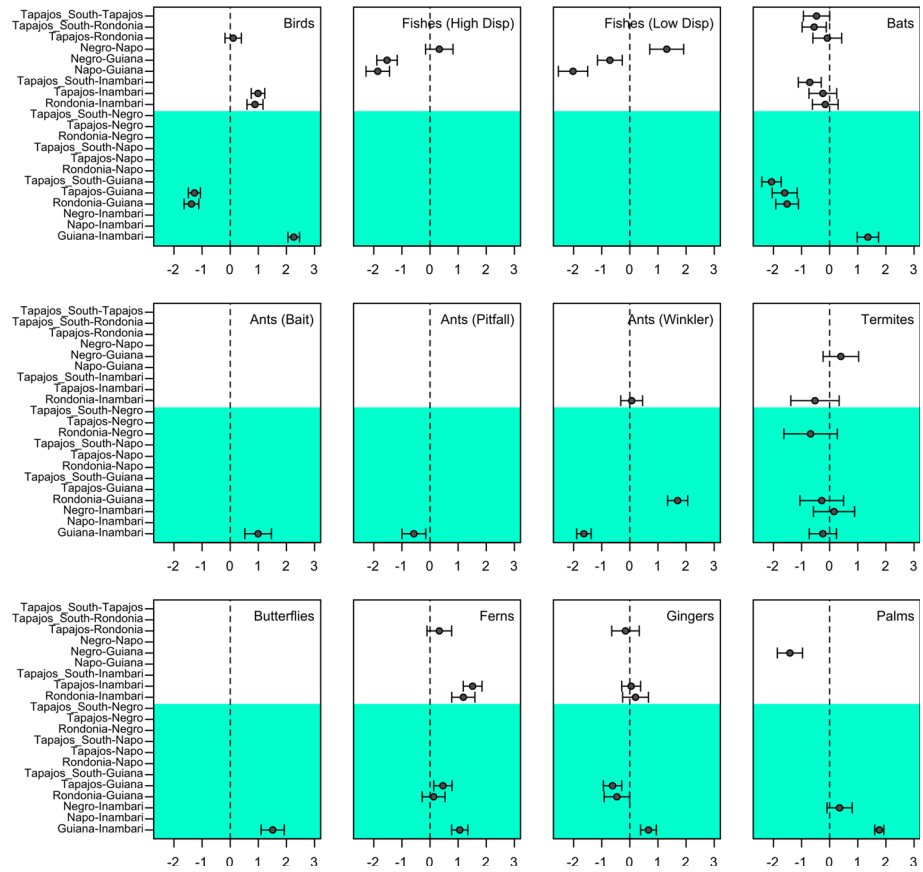 Birds
Fishes (High Disp)
Fishes (Low Disp)
Bats
Tapajos_South-Tapajos
Tapajos_South-Rondonia
Tapajos-Rondonia
Negro-Napo
Negro-Guiana
Napo-Guiana
Tapajos_South-Inambari
Tapajos-Inambari
Rondonia-Inambari
Tapajos_South-Negro
Tapajos-Negro
Rondonia-Negro
Tapajos_South-Napo
Tapajos-Napo
Rondonia-Napo
Tapajos_South-Guiana
Tapajos-Guiana
Rondonia-Guiana
Negro-Inambari
Napo-Inambari
Guiana-Inambari
-2 -1 0 1 2 3
-2 -1 0 1 2 3
-2 -1 0 1 2 3
-2 -1 0 1 2 3
Ants (Bait)
Ants (Pitfall)
Ants (Winkler)
Termites
Tapajos_South-Tapajos
Tapajos_South-Rondonia
Tapajos-Rondonia
Negro-Napo
Negro-Guiana
Napo-Guiana
Tapajos_South-Inambari
Tapajos-Inambari
Rondonia-Inambari
Tapajos_South-Negro
Tapajos-Negro
Rondonia-Negro
Tapajos_South-Napo
Tapajos-Napo
Rondonia-Napo
Tapajos_South-Guiana
Tapajos-Guiana
Rondonia-Guiana
Negro-Inambari
Napo-Inambari
Guiana-Inambari
-2 -1 0 1 2 3
-2 -1 0 1 2 3
-2 -1 0 1 2 3
-2 -1 0 1 2 3
Butterflies
Ferns
Gingers
Palms
Tapajos_South-Tapajos
Tapajos_South-Rondonia
Tapajos-Rondonia
Negro-Napo
Negro-Guiana
Napo-Guiana
Tapajos_South-Inambari
Tapajos-Inambari
Rondonia-Inambari
Tapajos_South-Negro
Tapajos-Negro
Rondonia-Negro
Tapajos_South-Napo
Tapajos-Napo
Rondonia-Napo
Tapajos_South-Guiana
Tapajos-Guiana
Rondonia-Guiana
Negro-Inambari
Napo-Inambari
Guiana-Inambari
-2 -1 0 1 2 3
-2 -1 0 1 2 3
-2 -1 0 1 2 3
-2 -1 0 1 2 3